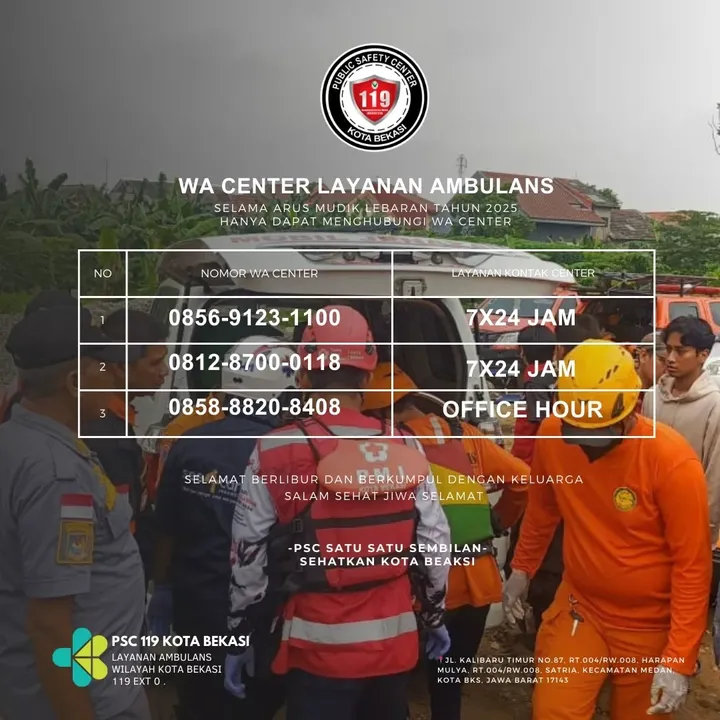 PUBLIC SAFETY CENTER
119
KOTA BEKASI
WA CENTER LAYANAN AMBULANS
SELAMA ARUS MUDIK LEBARAN TAHUN 2025
HANYA DAPAT MENGHUBUNGI WA CENTER
NO NOMOR WA CENTER LAYANAN KONTAK CENTER
1 0856-9123-1100 7X24 JAM
2 0812-8700-0118 7X24 JAM
3 0858-8820-8408 OFFICE HOUR
PMI
SELAMAT BERLIBUR DAN BERKUMPUL DENGAN KELUARGA
SALAM SEHAT JIWA SELAMAT
-PSC SATU SATU SEMBILAN-
SEHATKAN KOTA BEAKSI
PSC 119 KOTA BEKASI
LAYANAN AMBULANS
WILAYAH KOTA BEKASI
119 EXT 0 .
JL. KALIBARU TIMUR NO.87, RT.004/RW.008, HARAPAN
MULYA, RT.004/RW.008, SATRIA, KECAMATAN MEDAN,
KOTA BKS, JAWA BARAT 17143